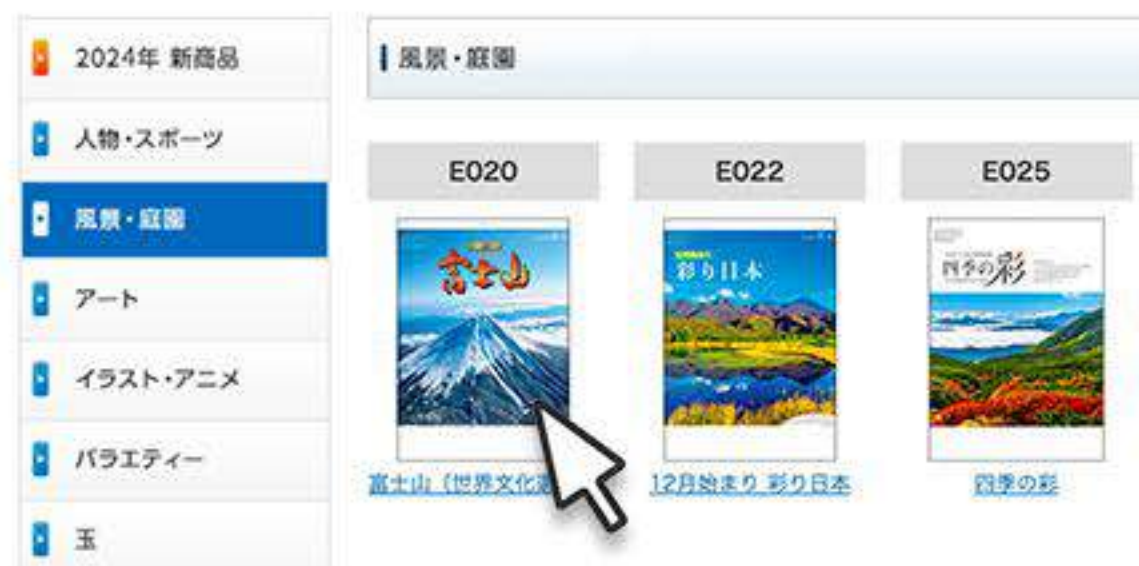 2024年 新商品
人物・スポーツ
風景・庭園
アート
イラスト・アニメ
バラエティー
玉
風景・庭園
E020
E022
E025
富士山
彩り日本
四季の彩
富士山（世界文化
12月始まり 彩り日本
四季の彩